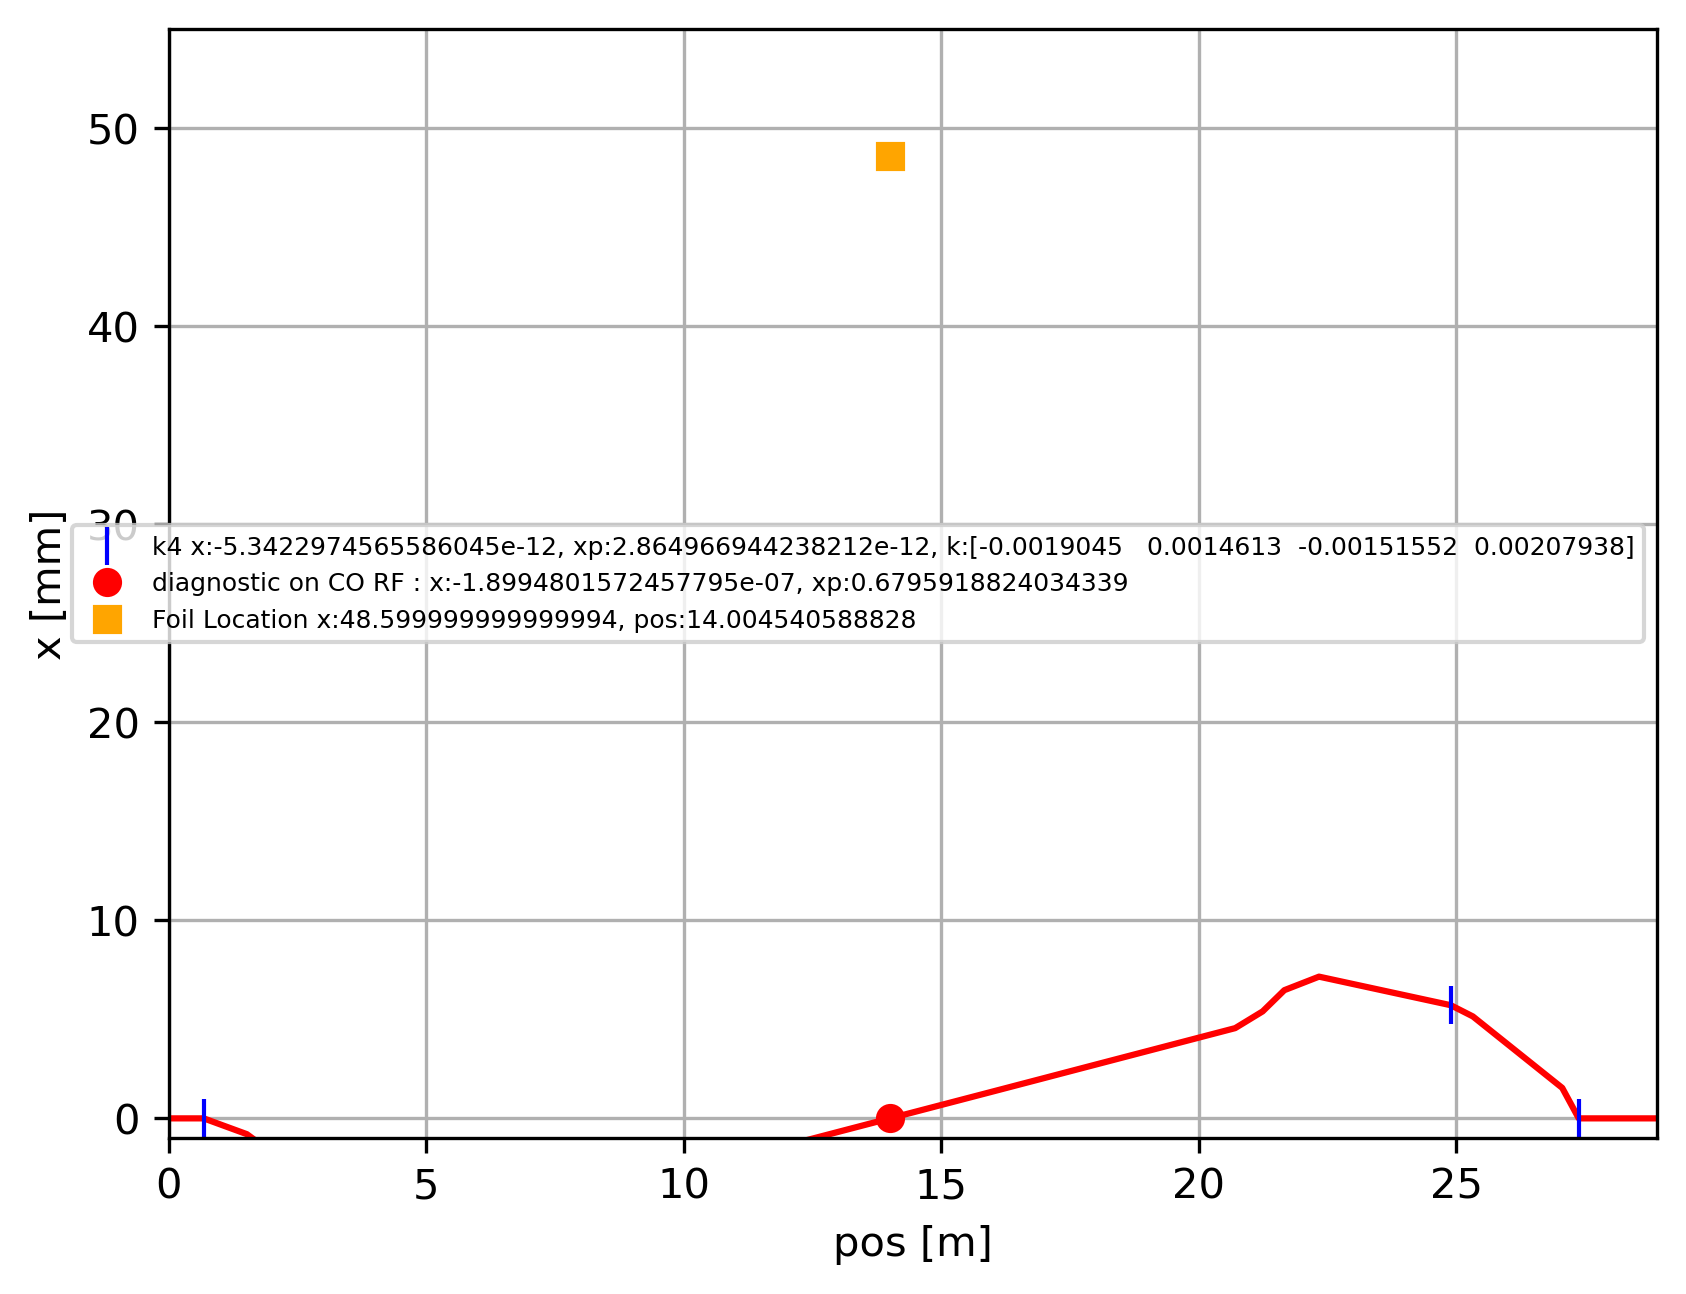 50
40
30
k4 x:-5.3422974565586045e-12, xp:2.864966944238212e-12, k:[-0.0019045 0.0014613 -0.00151552 0.00207938]
diagnostic on CO RF : x:-1.8994801572457795e-07, xp:0.6795918824034339
Foil Location x:48.599999999999994, pos:14.004540588828
x [mm]
20
10
0
0 5 10 15 20 25
pos [m]